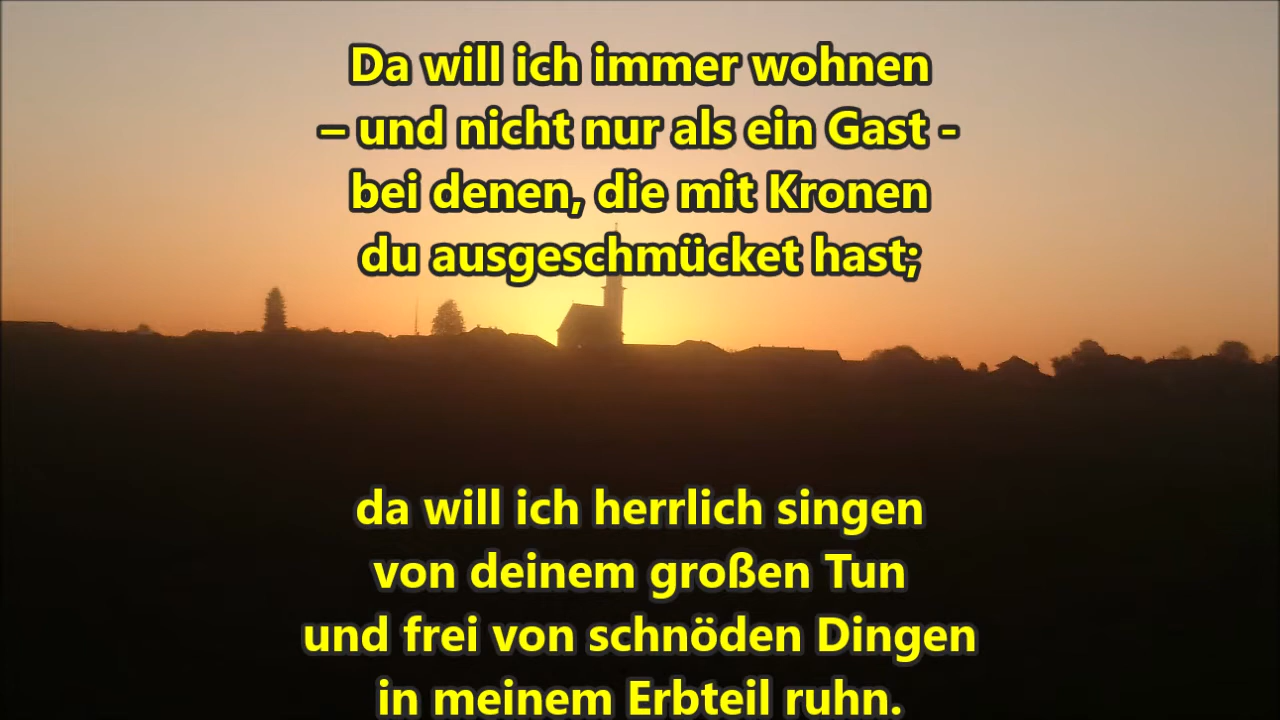 Da will ich immer wohnen
– und nicht nur als ein Gast -
bei denen, die mit Kronen
du ausgeschmücket hast;
da will ich herrlich singen
von deinem großen Tun
und frei von schnöden Dingen
in meinem Erbteil ruhn.